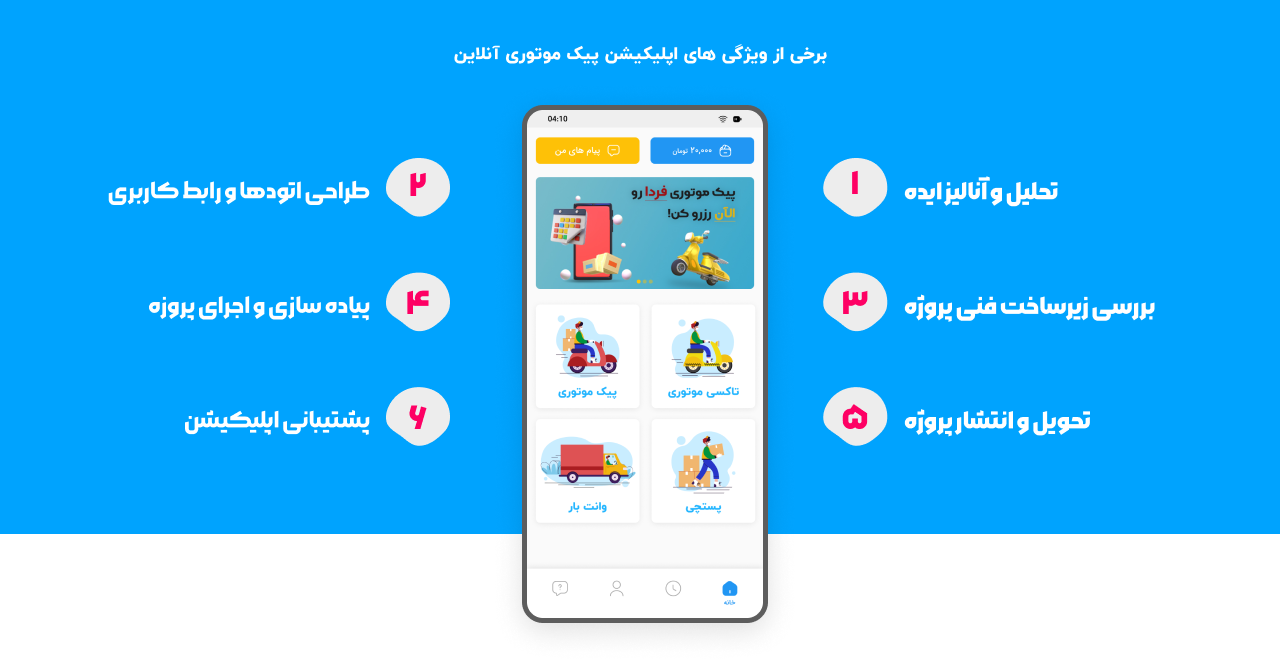 برخی از ویژگی های اپلیکیشن پیک موتوری آنلاین
۱
تحلیل و آنالیز ایده
۲
طراحی اتودها و رابط کاربری
۳
بررسی زیرساخت فنی پروژه
۴
پیاده سازی و اجرای پروزه
۵
تحویل و انتشار پروژه
۶
پشتیبانی اپلیکیشن
04:10
۲۰,۰۰۰ تومان
پیام های من
پیک موتوری فردا رو
الآن رزرو کن!
تاکسی موتوری
پیک موتوری
پستچی
وانت بار
خانه